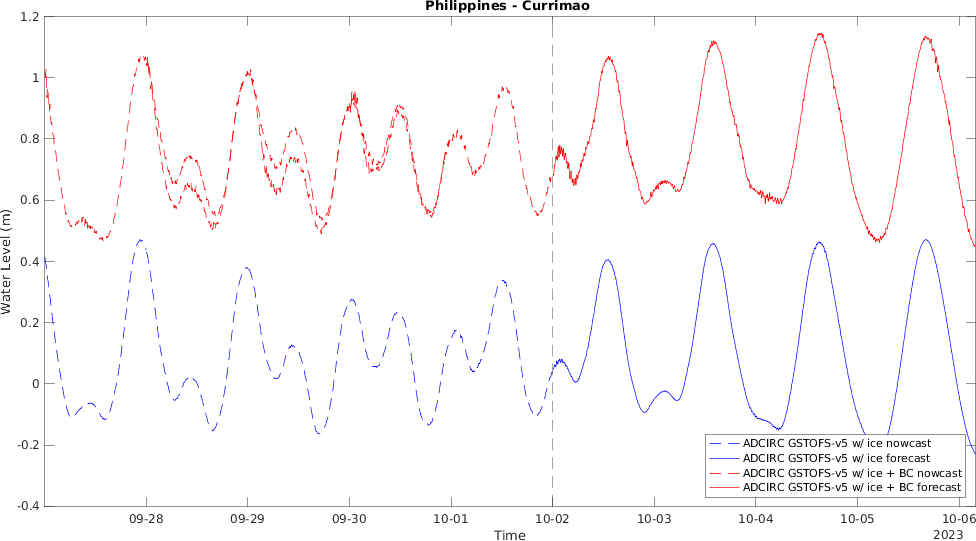 Philippines - Currimao
1.2
1
0.8
0.6
0.4
0.2
0
-0.2
-0.4
Water Level (m)
ADCIRC GSTOFS-v5 w/ ice nowcast
ADCIRC GSTOFS-v5 w/ ice forecast
ADCIRC GSTOFS-v5 w/ ice + BC nowcast
ADCIRC GSTOFS-v5 w/ ice + BC forecast
09-28 09-29 09-30 10-01 10-02 10-03 10-04 10-05 10-06
Time
2023